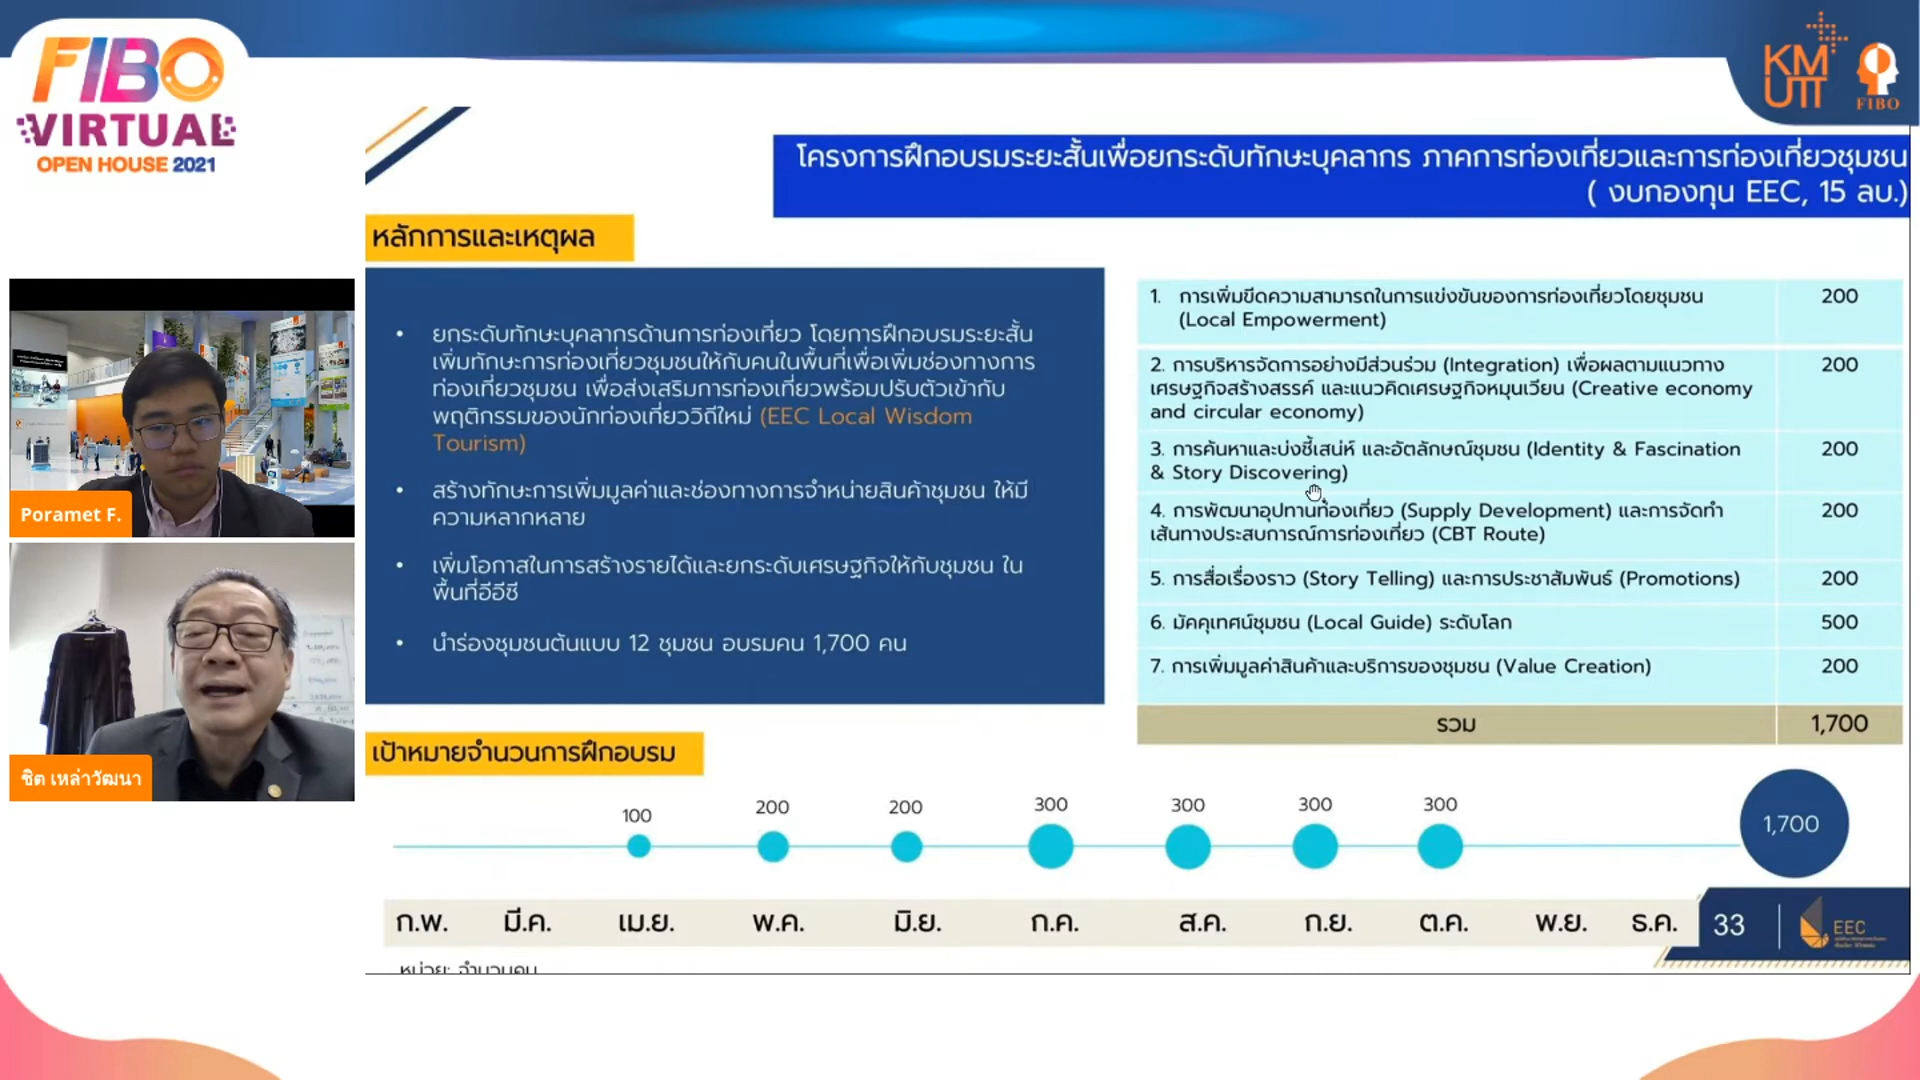 FIBO
VIRTUAL
OPEN HOUSE 2021
KM
UTT
FIBO
โครงการฝึกอบรมระยะสั้นเพื่อยกระดับทักษะบุคลากร ภาคการท่องเที่ยวและการท่องเที่ยวชุมชน
( งบกองทุน EEC, 15 ลบ.)
หลักการและเหตุผล
• ยกระดับทักษะบุคลากรด้านการท่องเที่ยว โดยการฝึกอบรมระยะสั้น
เพิ่มทักษะการท่องเที่ยวชุมชนให้กับคนในพื้นที่เพื่อเพิ่มช่องทางการ
ท่องเที่ยวชุมชน เพื่อส่งเสริมการท่องเที่ยวพร้อมปรับตัวเข้ากับ
พฤติกรรมของนักท่องเที่ยววิถีใหม่ (EEC Local Wisdom
Tourism)
• สร้างทักษะการเพิ่มมูลค่าและช่องทางการจำหน่ายสินค้าชุมชน ให้มี
ความหลากหลาย
• เพิ่มโอกาสในการสร้างรายได้และยกระดับเศรษฐกิจให้กับชุมชน ใน
พื้นที่อีอีซี
• นำร่องชุมชนต้นแบบ 12 ชุมชน อบรมคน 1,700 คน
1. การเพิ่มขีดความสามารถในการแข่งขันของการท่องเที่ยวโดยชุมชน 200
(Local Empowerment)
2. การบริหารจัดการอย่างมีส่วนร่วม (Integration) เพื่อผลตามแนวทาง 200
เศรษฐกิจสร้างสรรค์ และแนวคิดเศรษฐกิจหมุนเวียน (Creative economy
and circular economy)
3. การค้นหาและบ่งชี้เสน่ห์ และอัตลักษณ์ชุมชน (Identity & Fascination 200
& Story Discovering)
4. การพัฒนาอุปทานท่องเที่ยว (Supply Development) และการจัดทำ 200
เส้นทางประสบการณ์การท่องเที่ยว (CBT Route)
5. การสื่อเรื่องราว (Story Telling) และการประชาสัมพันธ์ (Promotions) 200
6. มัคคุเทศน์ชุมชน (Local Guide) ระดับโลก 500
7. การเพิ่มมูลค่าสินค้าและบริการของชุมชน (Value Creation) 200
รวม 1,700
Poramet F.
ชิต เหล่าวัฒนา
เป้าหมายจำนวนการฝึกอบรม
100 200 200 300 300 300 300 1,700
ก.พ. มี.ค. เม.ย. พ.ค. มิ.ย. ก.ค. ส.ค. ก.ย. ต.ค. พ.ย. ธ.ค.
33
EEC
หน่วย: จำนวนคน